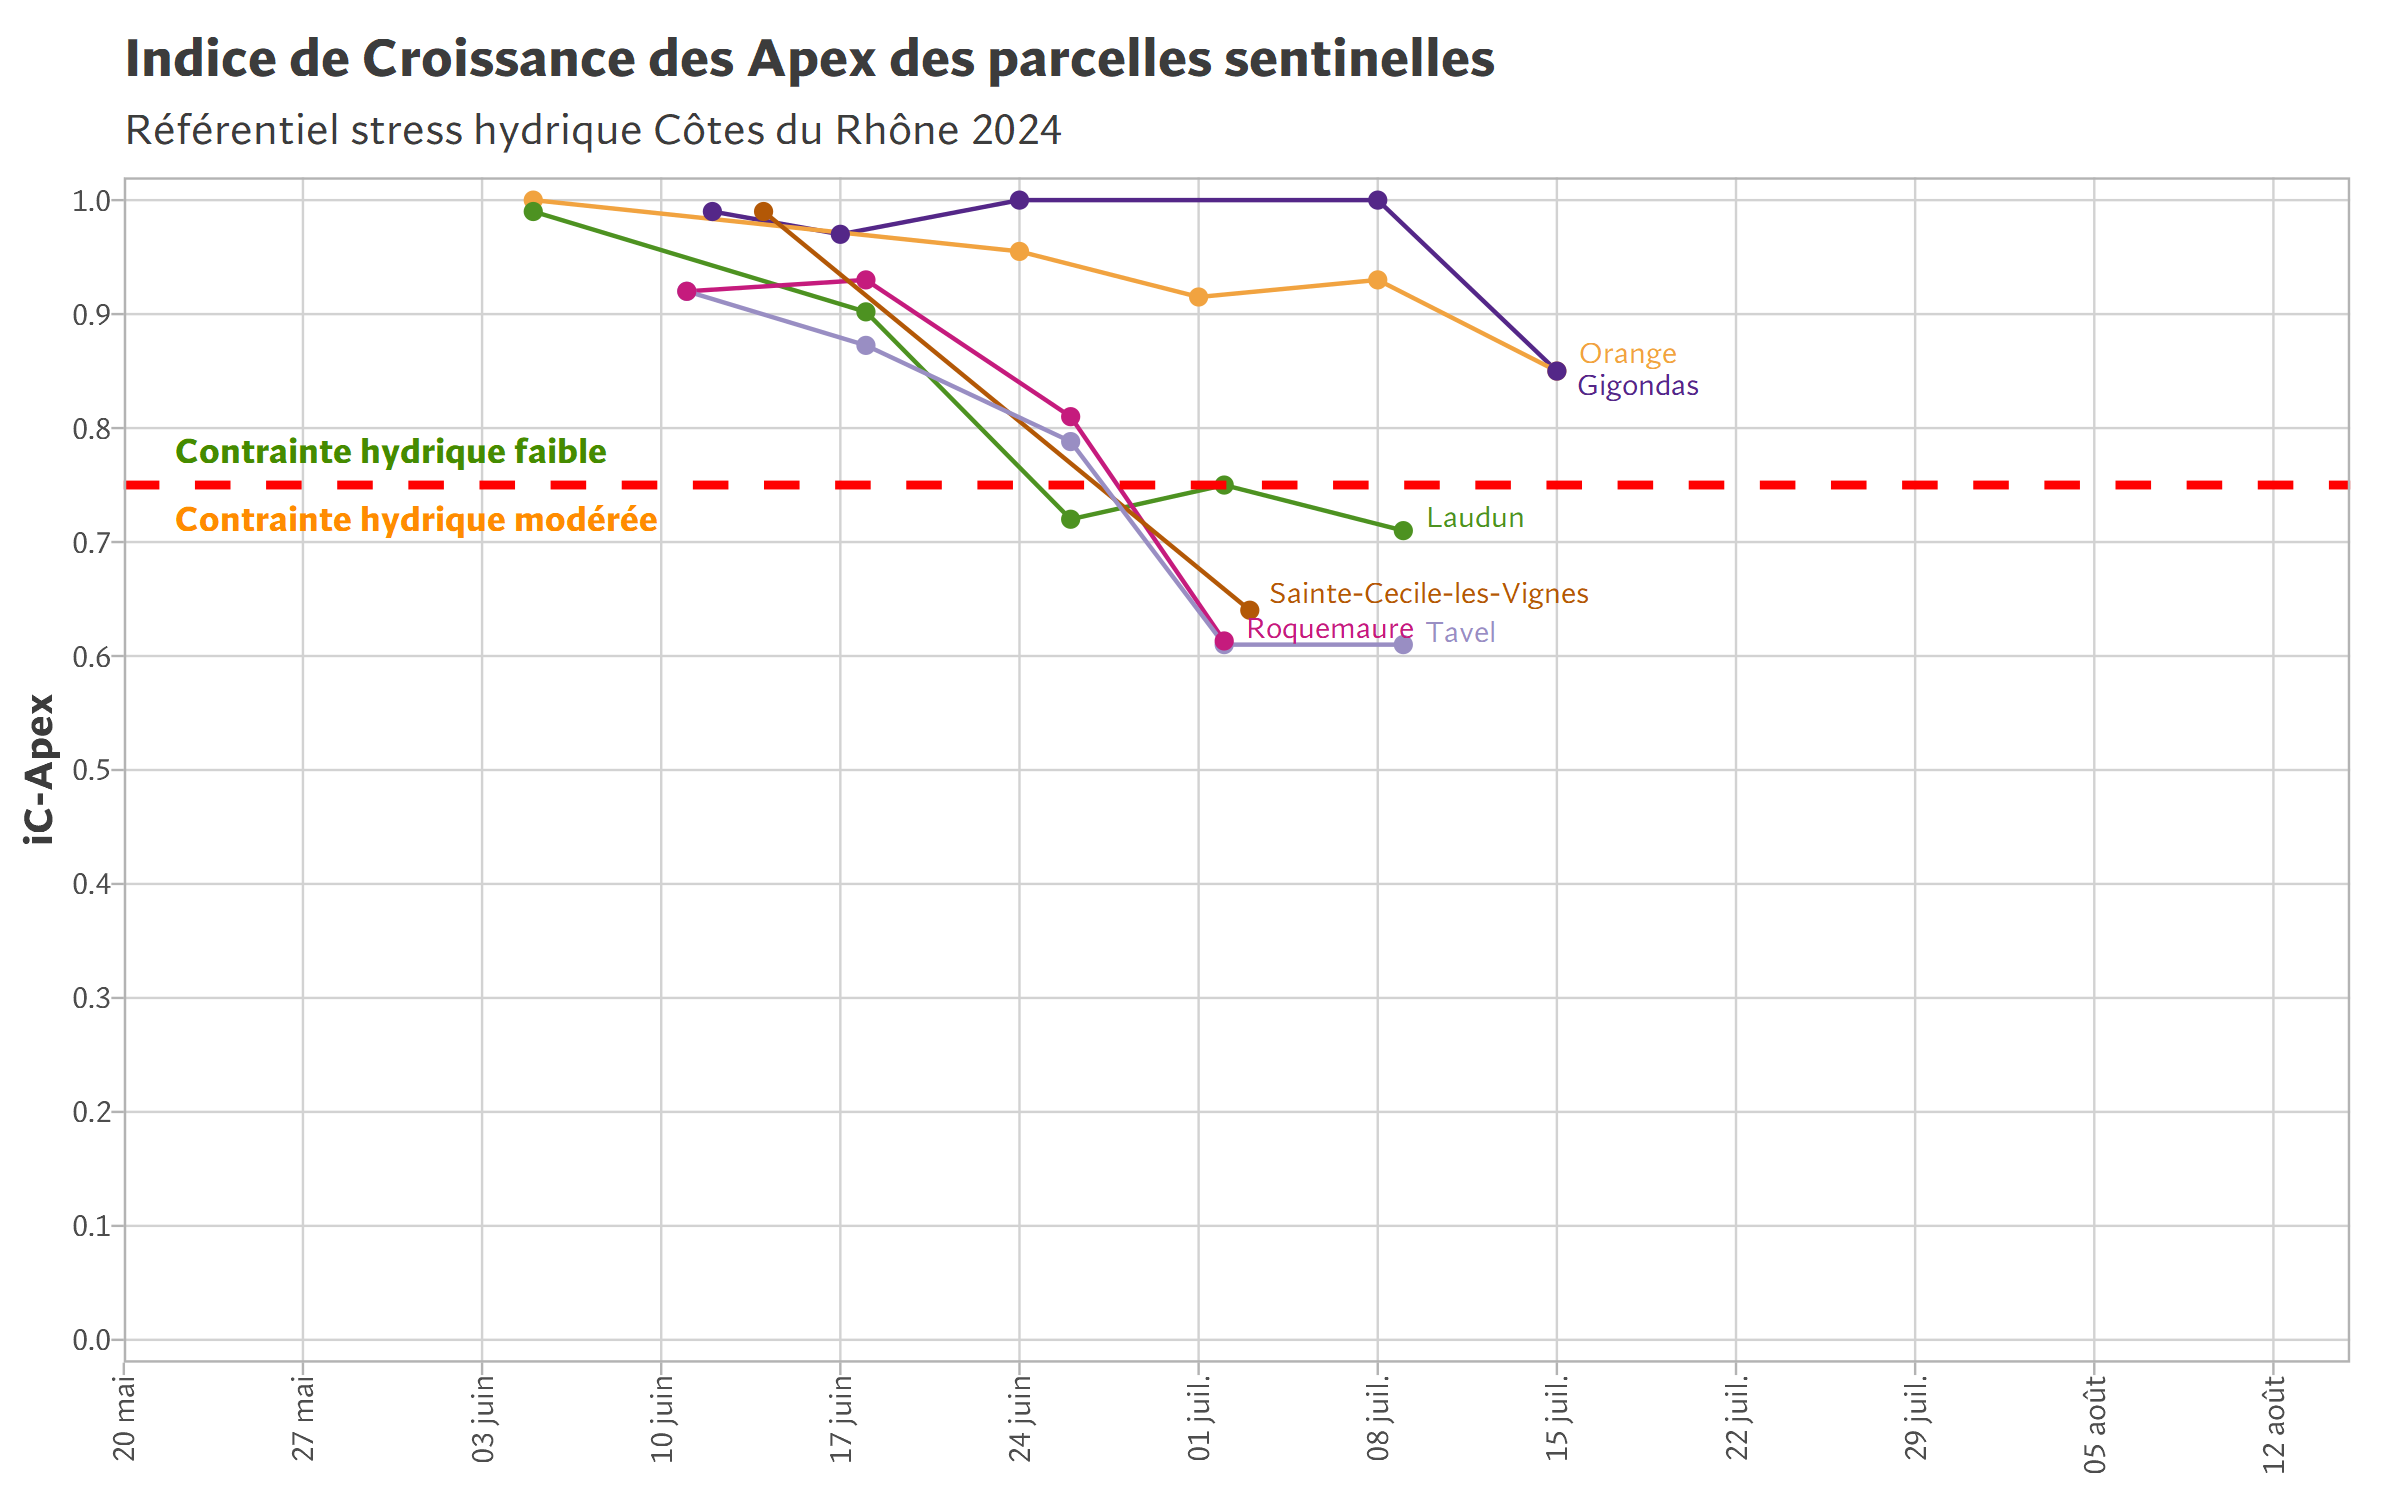 Indice de Croissance des Apex des parcelles sentinelles
Référentiel stress hydrique Côtes du Rhône 2024
1.0
0.9
0.8
0.7
0.6
0.5
0.4
0.3
0.2
0.1
0.0
iC-Apex
Contrainte hydrique faible
Contrainte hydrique modérée
Orange
Gigondas
Laudun
Sainte-Cecile-les-Vignes
Roquemaure
Tavel
20 mai
27 mai
03 juin
10 juin
17 juin
24 juin
01 juil.
08 juil.
15 juil.
22 juil.
29 juil.
05 août
12 août